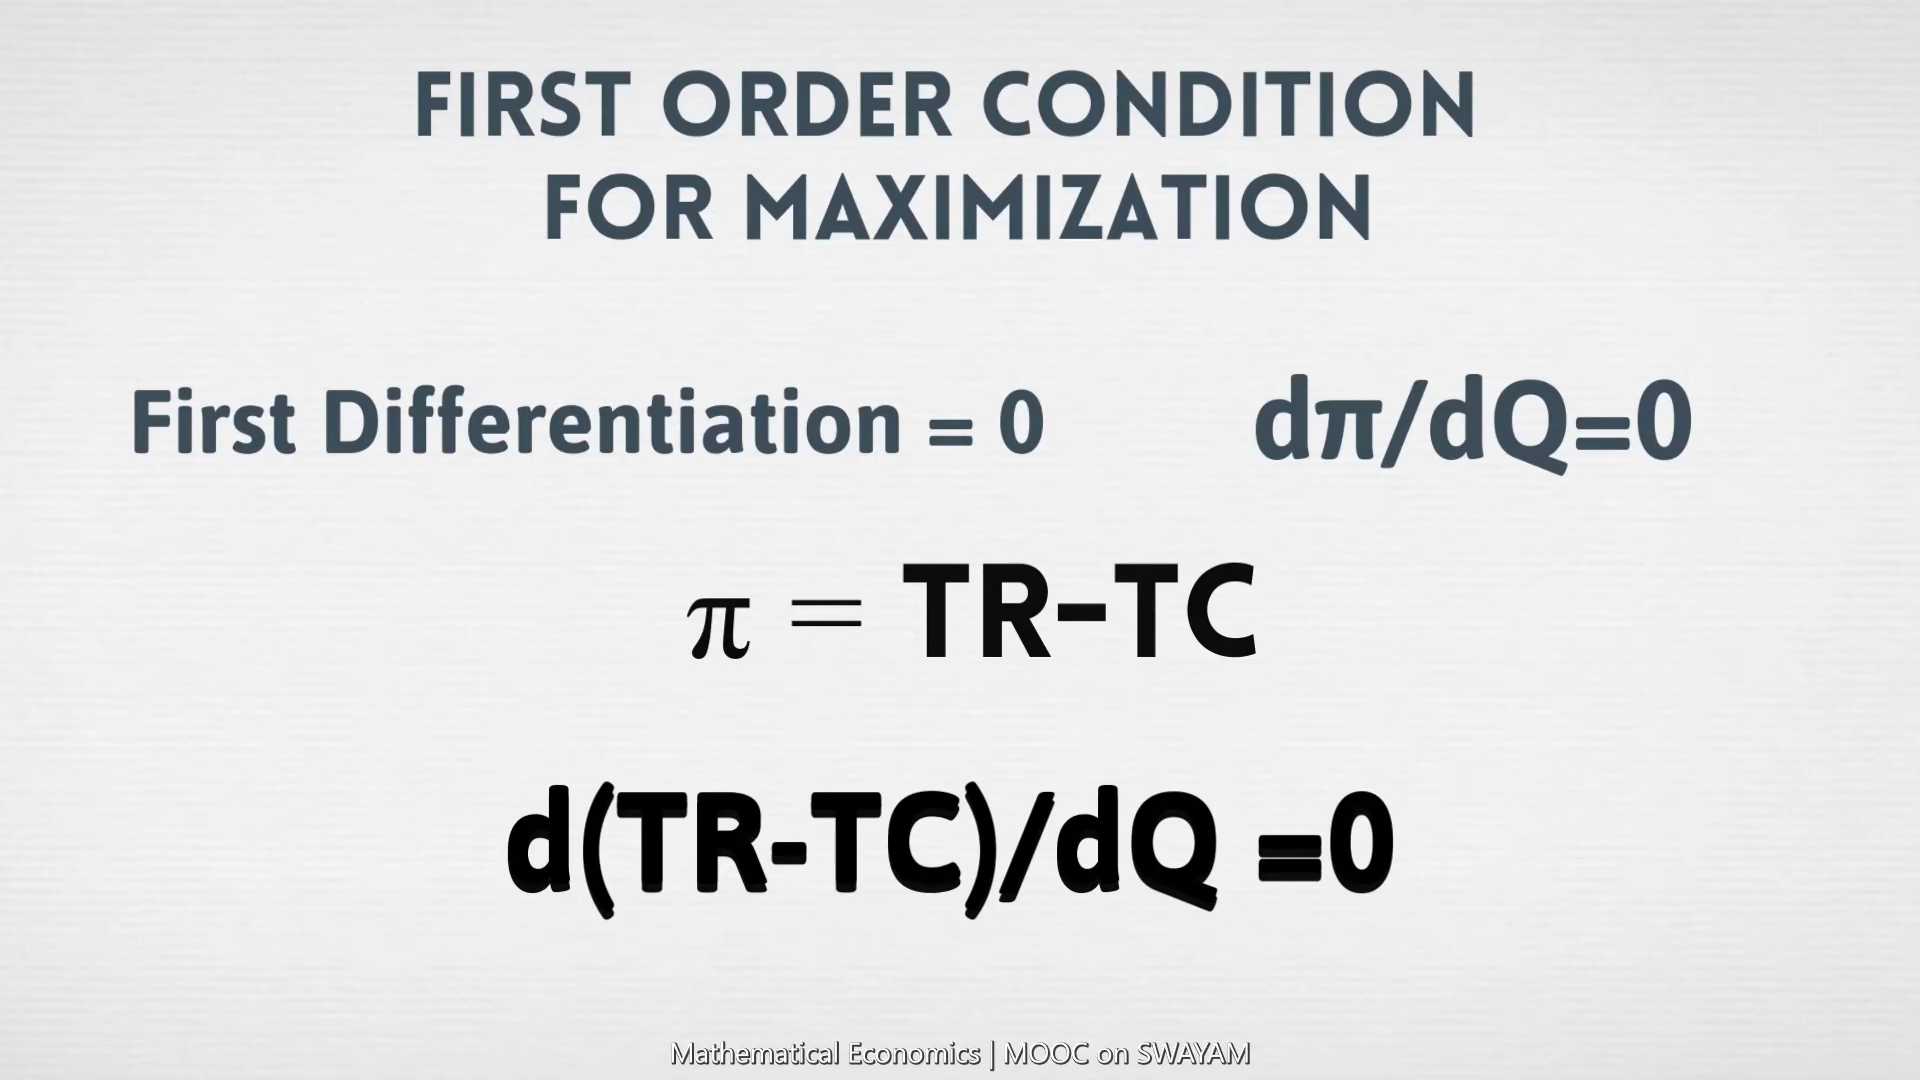 FIRST ORDER CONDITION
FOR MAXIMIZATION
First Differentiation = 0
dπ/dQ=0
π = TR-TC
d(TR-TC)/dQ =0
Mathematical Economics | MOOC on SWAYAM